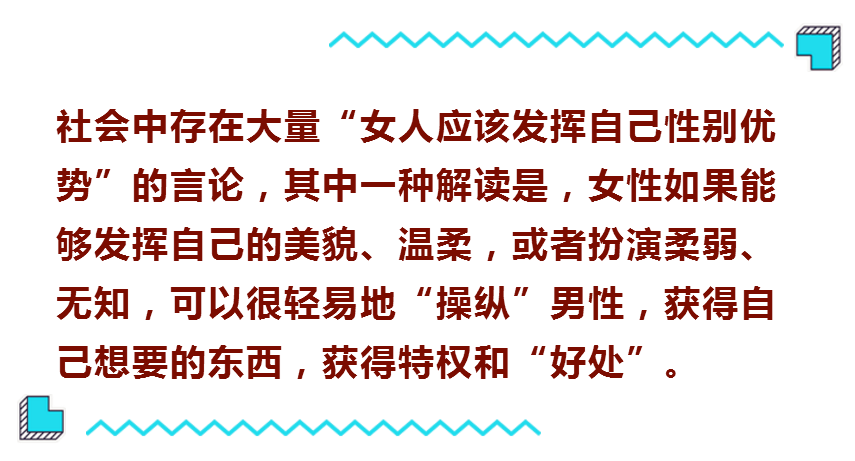 社会中存在大量“女人应该发挥自己性别优
势”的言论，其中一种解读是，女性如果能
够发挥自己的美貌、温柔，或者扮演柔弱、
无知，可以很轻易地“操纵”男性，获得自
己想要的东西，获得特权和“好处”。